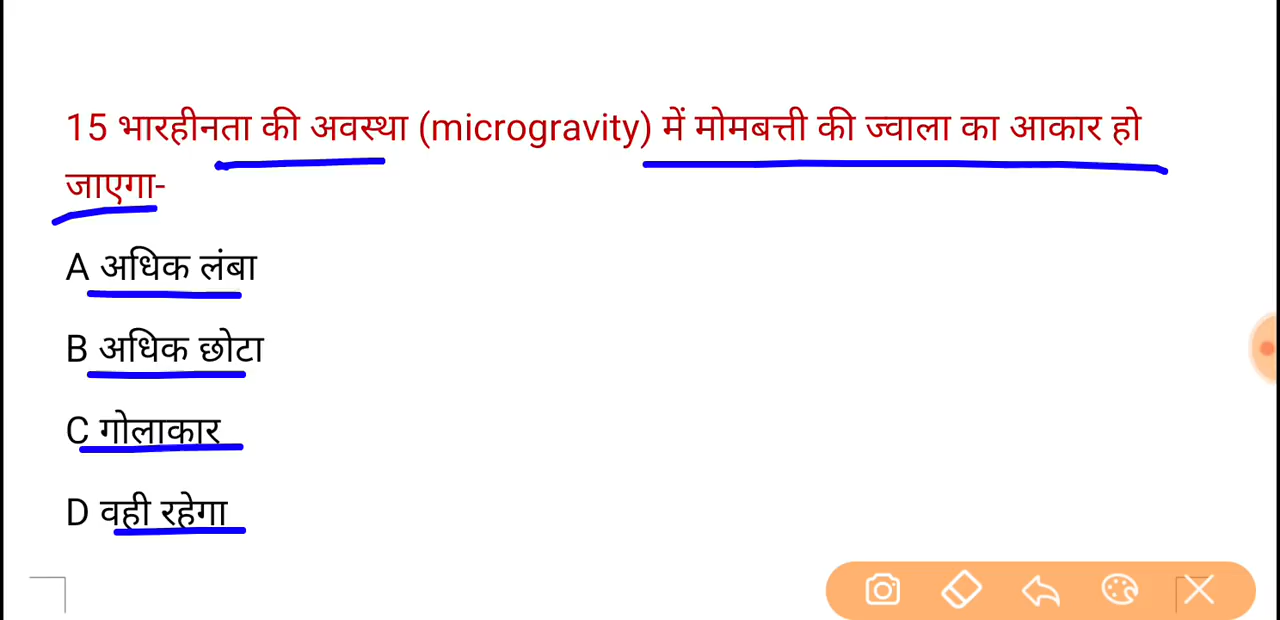 15 भारहीनता की अवस्था (microgravity) में मोमबत्ती की ज्वाला का आकार हो
जाएगा-
A अधिक लंबा
B अधिक छोटा
C गोलाकार
D वही रहेगा